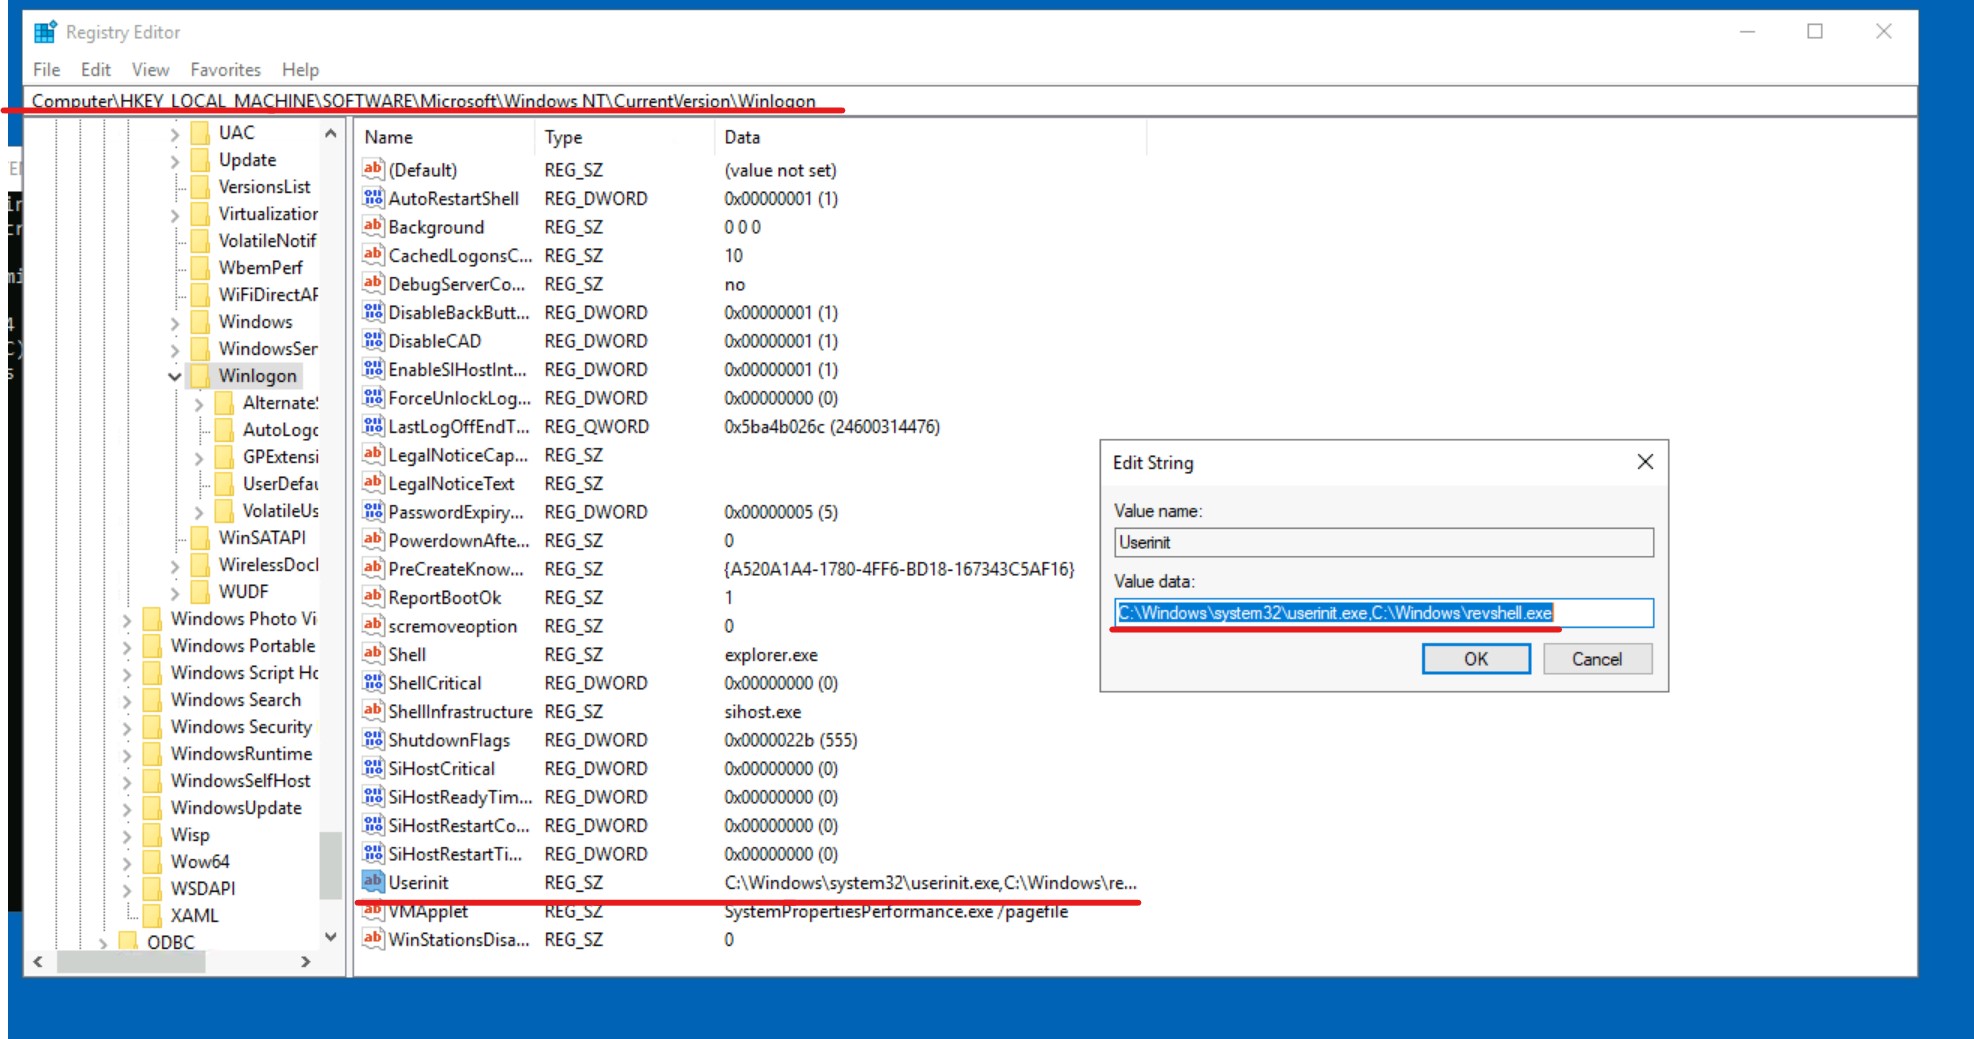 Registry Editor
File Edit View Favorites Help
Computer\HKEY_LOCAL_MACHINE\SOFTWARE\Microsoft\Windows NT\CurrentVersion\Winlogon
UAC
Update
VersionsList
Virtualization
VolatileNotif
WbemPerf
WiFiDirectAP
Windows
WindowsSer
Winlogon
AlternateS
AutoLogo
GPExtensi
UserDefau
VolatileUs
WinSATAPI
WirelessDocl
WUDF
Windows Photo Vi
Windows Portable
Windows Script Ho
Windows Search
Windows Security
WindowsRuntime
WindowsSelfHost
WindowsUpdate
Wisp
Wow64
WSDAPI
XAML
ODBC
Name Type Data
(Default) REG_SZ (value not set)
AutoRestartShell REG_DWORD 0x00000001 (1)
Background REG_SZ 0 0 0
CachedLogonsC... REG_SZ 10
DebugServerCo... REG_SZ no
DisableBackButt... REG_DWORD 0x00000001 (1)
DisableCAD REG_DWORD 0x00000001 (1)
EnableSIHostInt... REG_DWORD 0x00000001 (1)
ForceUnlockLog... REG_DWORD 0x00000000 (0)
LastLogOffEndT... REG_QWORD 0x5ba4b026c (24600314476)
LegalNoticeCap... REG_SZ
LegalNoticeText REG_SZ
PasswordExpiry... REG_DWORD 0x00000005 (5)
PowerdownAfte... REG_SZ 0
PreCreateKnow... REG_SZ {A520A1A4-1780-4FF6-BD18-167343C5AF16}
ReportBootOk REG_SZ 1
scremoveoption REG_SZ 0
Shell REG_SZ explorer.exe
ShellCritical REG_DWORD 0x00000000 (0)
ShellInfrastructure REG_SZ sihost.exe
ShutdownFlags REG_DWORD 0x0000022b (555)
SiHostCritical REG_DWORD 0x00000000 (0)
SiHostReadyTim... REG_DWORD 0x00000000 (0)
SiHostRestartCo... REG_DWORD 0x00000000 (0)
SiHostRestartTi... REG_DWORD 0x00000000 (0)
Userinit REG_SZ C:\Windows\system32\userinit.exe,C:\Windows\re...
VMApplet REG_SZ SystemPropertiesPerformance.exe /pagefile
WinStationsDisa... REG_SZ 0
Edit String
Value name:
Userinit
Value data:
C:\Windows\system32\userinit.exe,C:\Windows\revshell.exe
OK Cancel